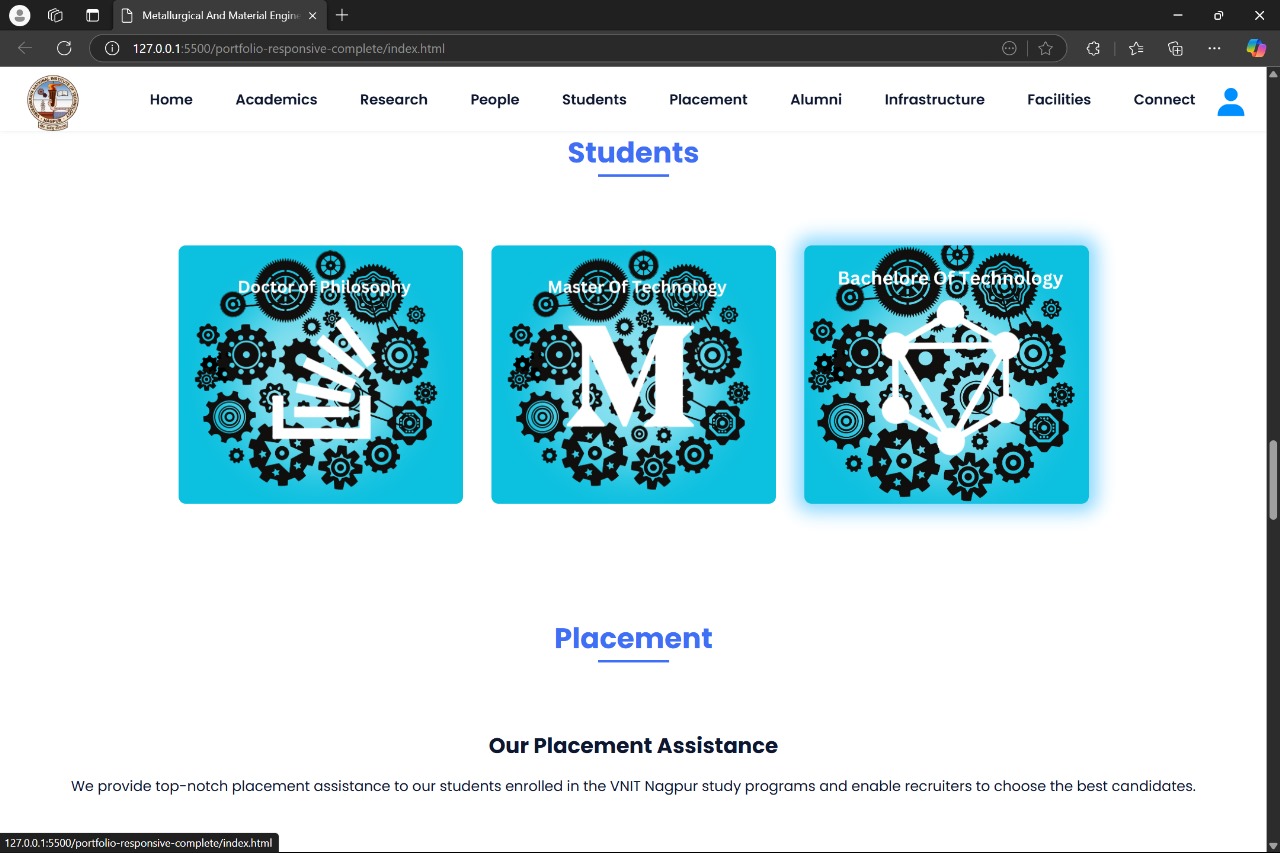 Metallurgical And Material Engin
127.0.0.1:5500/portfolio-responsive-complete/index.html
Home Academics Research People Students Placement Alumni Infrastructure Facilities Connect
Students
Doctor of Philosophy
Master Of Technology
Bachelore Of Technology
M
Placement
Our Placement Assistance
We provide top-notch placement assistance to our students enrolled in the VNIT Nagpur study programs and enable recruiters to choose the best candidates.
127.0.0.1:5500/portfolio-responsive-complete/index.html